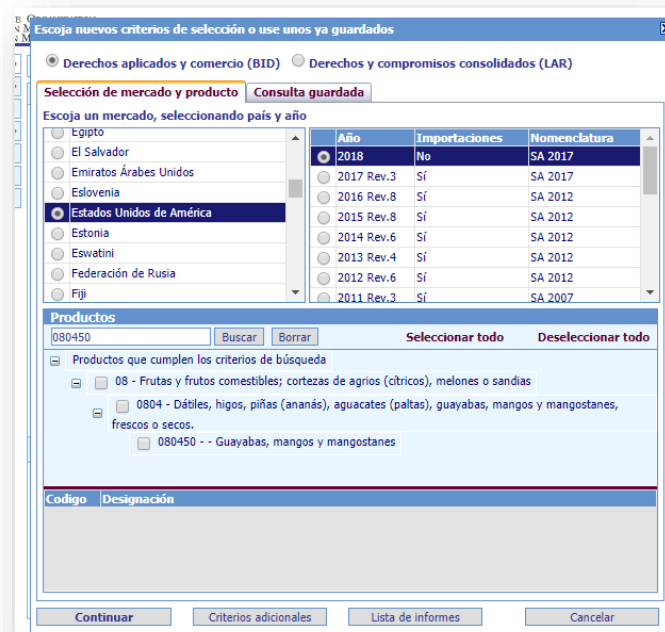 Escoja nuevos criterios de selección o use unos ya guardados
Derechos aplicados y comercio (BID) Derechos y compromisos consolidados (LAR)
Selección de mercado y producto Consulta guardada
Escoja un mercado, seleccionando país y año
Egipto
El Salvador
Emiratos Árabes Unidos
Eslovenia
Estados Unidos de América
Estonia
Eswatini
Federación de Rusia
Fiji
Año Importaciones Nomenclatura
2018 No SA 2017
2017 Rev.3 Sí SA 2017
2016 Rev.8 Sí SA 2012
2015 Rev.8 Sí SA 2012
2014 Rev.6 Sí SA 2012
2013 Rev.4 Sí SA 2012
2012 Rev.6 Sí SA 2012
2011 Rev.3 Sí SA 2007
Productos
080450 Buscar Borrar Seleccionar todo Deseleccionar todo
Productos que cumplen los criterios de búsqueda
08 - Frutas y frutos comestibles; cortezas de agrios (cítricos), melones o sandias
0804 - Dátiles, higos, piñas (ananás), aguacates (paltas), guayabas, mangos y mangostanes,
frescos o secos.
080450 - - Guayabas, mangos y mangostanes
Codigo Designación
Continuar Criterios adicionales Lista de informes Cancelar